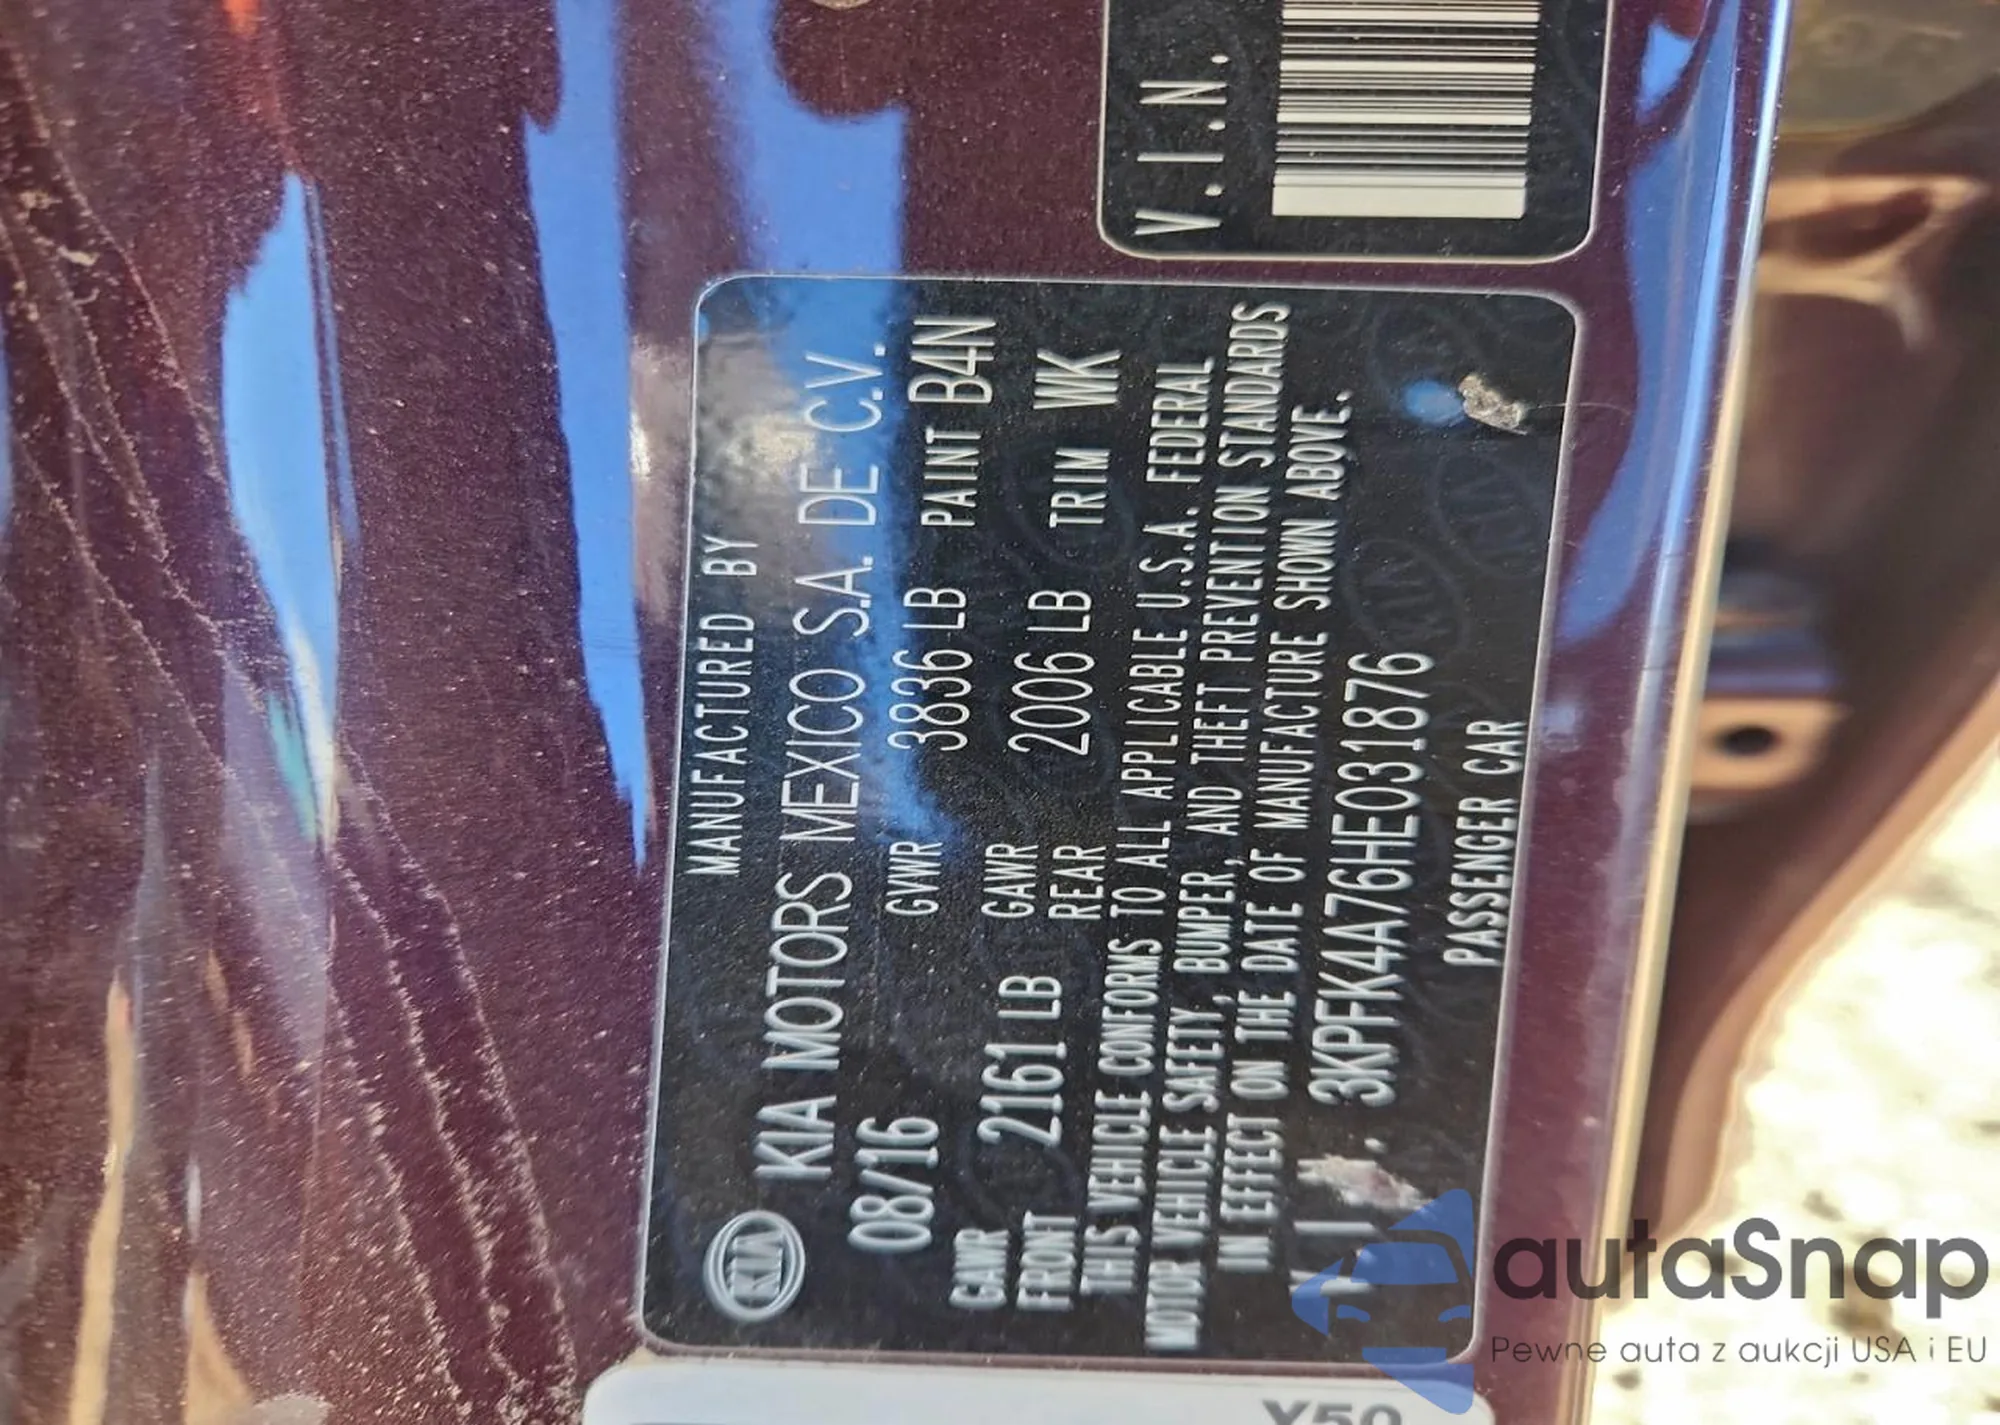 V.I.N.
MANUFACTURED BY
KIA
KIA MOTORS MEXICO S.A. DE C.V.
08/16 GVWR 3836 LB PAINT B4N
GAWR FRONT 2161 LB GAWR REAR 2006 LB TRIM WK
THIS VEHICLE CONFORMS TO ALL APPLICABLE U.S.A. FEDERAL
MOTOR VEHICLE SAFETY, BUMPER, AND THEFT PREVENTION STANDARDS
IN EFFECT ON THE DATE OF MANUFACTURE SHOWN ABOVE.
3KPFK4A76HE031876
PASSENGER CAR
Y50
autaSnap
Pewne auta z aukcji USA i EU